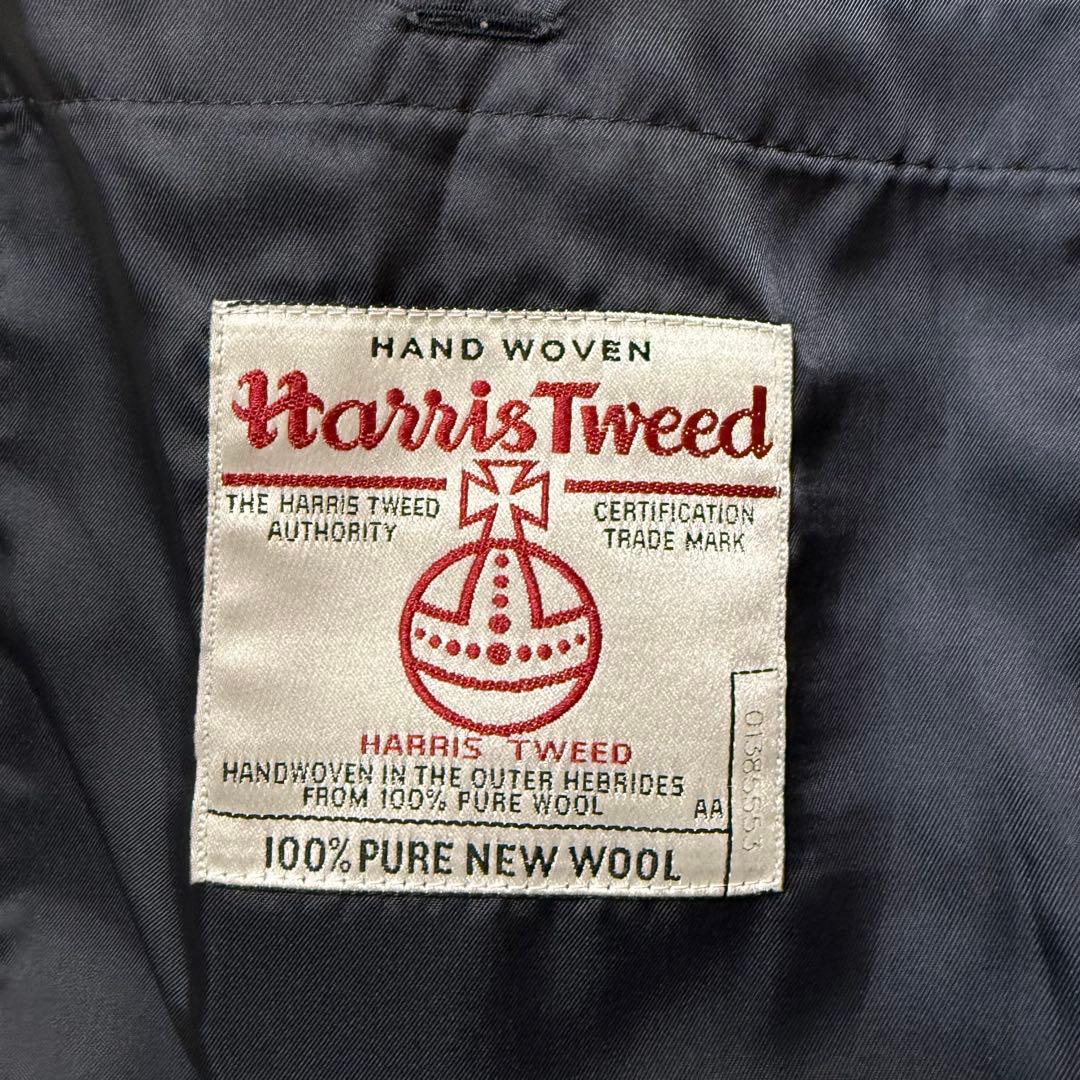 HAND WOVEN
Harris Tweed
THE HARRIS TWEED
AUTHORITY
CERTIFICATION
TRADE MARK
HARRIS TWEED
HANDWOVEN IN THE OUTER HEBRIDES
FROM 100% PURE WOOL
AA
100% PURE NEW WOOL